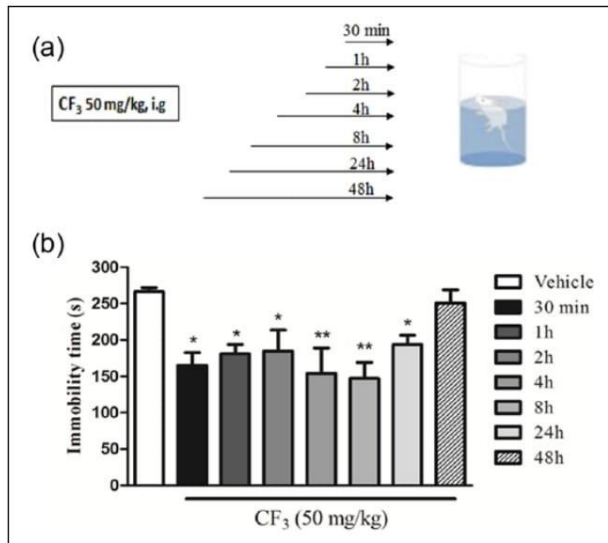 (a)
30 min
1h
2h
4h
8h
24h
48h
CF₃ 50 mg/kg, i.g
(b)
Immobility time (s)
300
250
200
150
100
50
0
*
*
*
**
**
*
CF₃ (50 mg/kg)
Vehicle
30 min
1h
2h
4h
8h
24h
48h